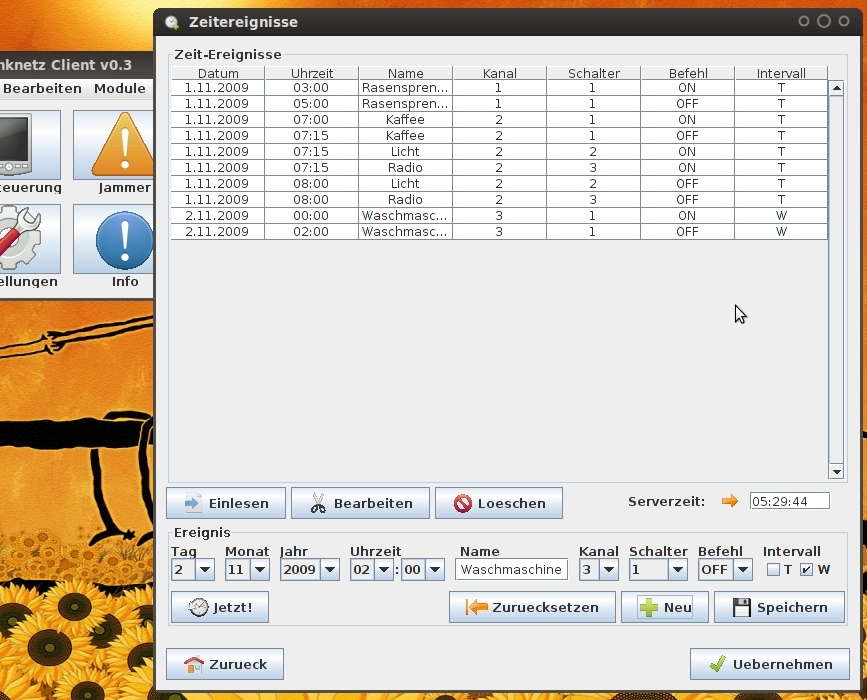 Zeitereignisse
nknetz Client v0.3
Bearbeiten Module
teuerung Jammer
ellungen Info
Zeit-Ereignisse
Datum Uhrzeit Name Kanal Schalter Befehl Intervall
1.11.2009 03:00 Rasenspren... 1 1 ON T
1.11.2009 05:00 Rasenspren... 1 1 OFF T
1.11.2009 07:00 Kaffee 2 1 ON T
1.11.2009 07:15 Kaffee 2 1 OFF T
1.11.2009 07:15 Licht 2 2 ON T
1.11.2009 07:15 Radio 2 3 ON T
1.11.2009 08:00 Licht 2 2 OFF T
1.11.2009 08:00 Radio 2 3 OFF T
2.11.2009 00:00 Waschmasc... 3 1 ON W
2.11.2009 02:00 Waschmasc... 3 1 OFF W
Einlesen Bearbeiten Loeschen Serverzeit: 05:29:44
Ereignis
Tag Monat Jahr Uhrzeit Name Kanal Schalter Befehl Intervall
2 11 2009 02 : 00 Waschmaschine 3 1 OFF T W
Jetzt! Zuruecksetzen Neu Speichern
Zurueck Uebernehmen